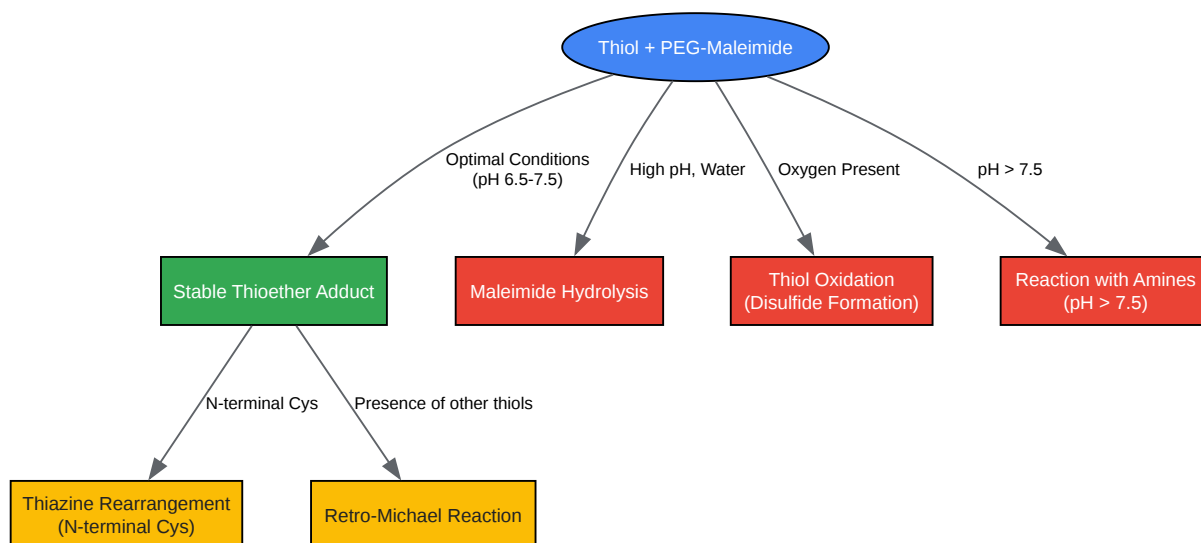 Thiol + PEG-Maleimide
Optimal Conditions
(pH 6.5-7.5)
High pH, Water
Oxygen Present
pH > 7.5
Stable Thioether Adduct
Maleimide Hydrolysis
Thiol Oxidation
(Disulfide Formation)
Reaction with Amines
(pH > 7.5)
N-terminal Cys
Presence of other thiols
Thiazine Rearrangement
(N-terminal Cys)
Retro-Michael Reaction